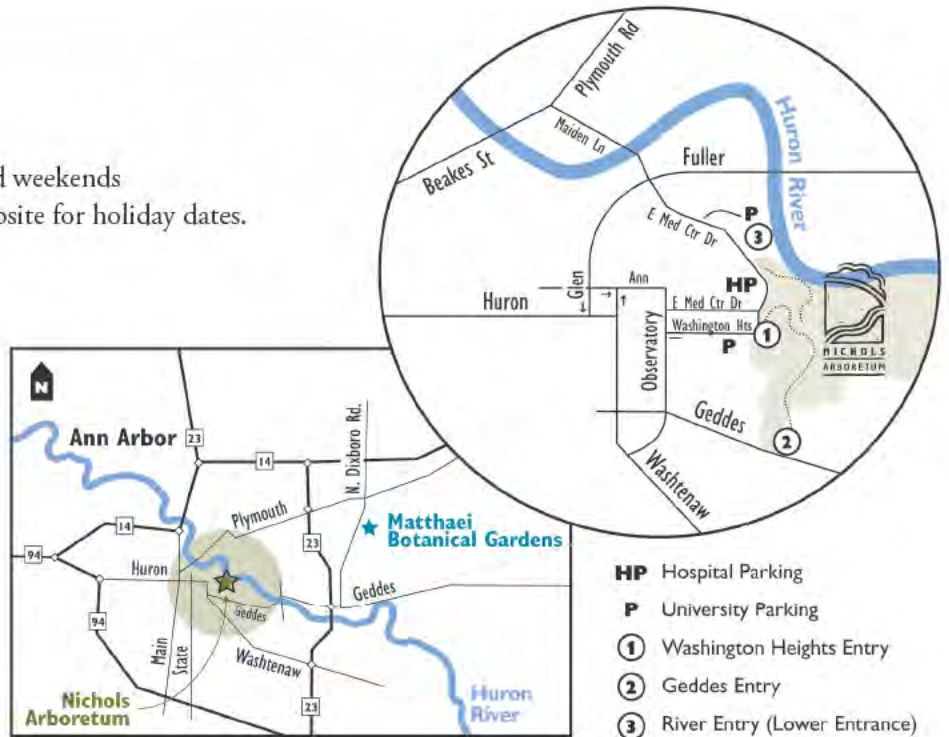 d weekends
osite for holiday dates.
Plymouth Rd
Maiden Ln
Beakes St
Huron River
Fuller
E Med Ctr Dr
P
3
HP
Glen
Ann
Huron
E Med Ctr Dr
Washington Hts
P
1
Observatory
NICHOLS
ARBORETUM
Geddes
2
Washtenaw
N
Ann Arbor
23
14
N. Dixboro Rd.
Plymouth
Matthaei
Botanical Gardens
14
94
23
Huron
Geddes
Geddes
94
Main
State
Washtenaw
Nichols
Arboretum
23
Huron
River
HP Hospital Parking
P University Parking
1 Washington Heights Entry
2 Geddes Entry
3 River Entry (Lower Entrance)